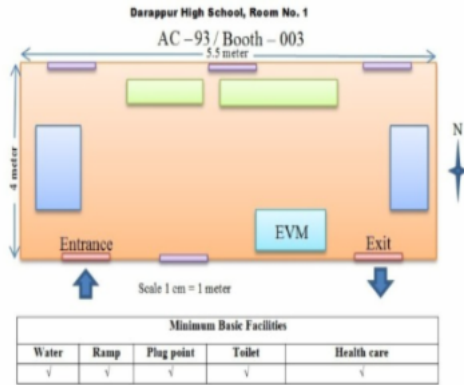 Darappur High School, Room No. 1
AC – 93 / Booth – 003
5.5 meter
4 meter
N
EVM
Entrance
Exit
Scale 1 cm = 1 meter
Minimum Basic Facilities
Water Ramp Plug point Toilet Health care
√ √ √ √ √